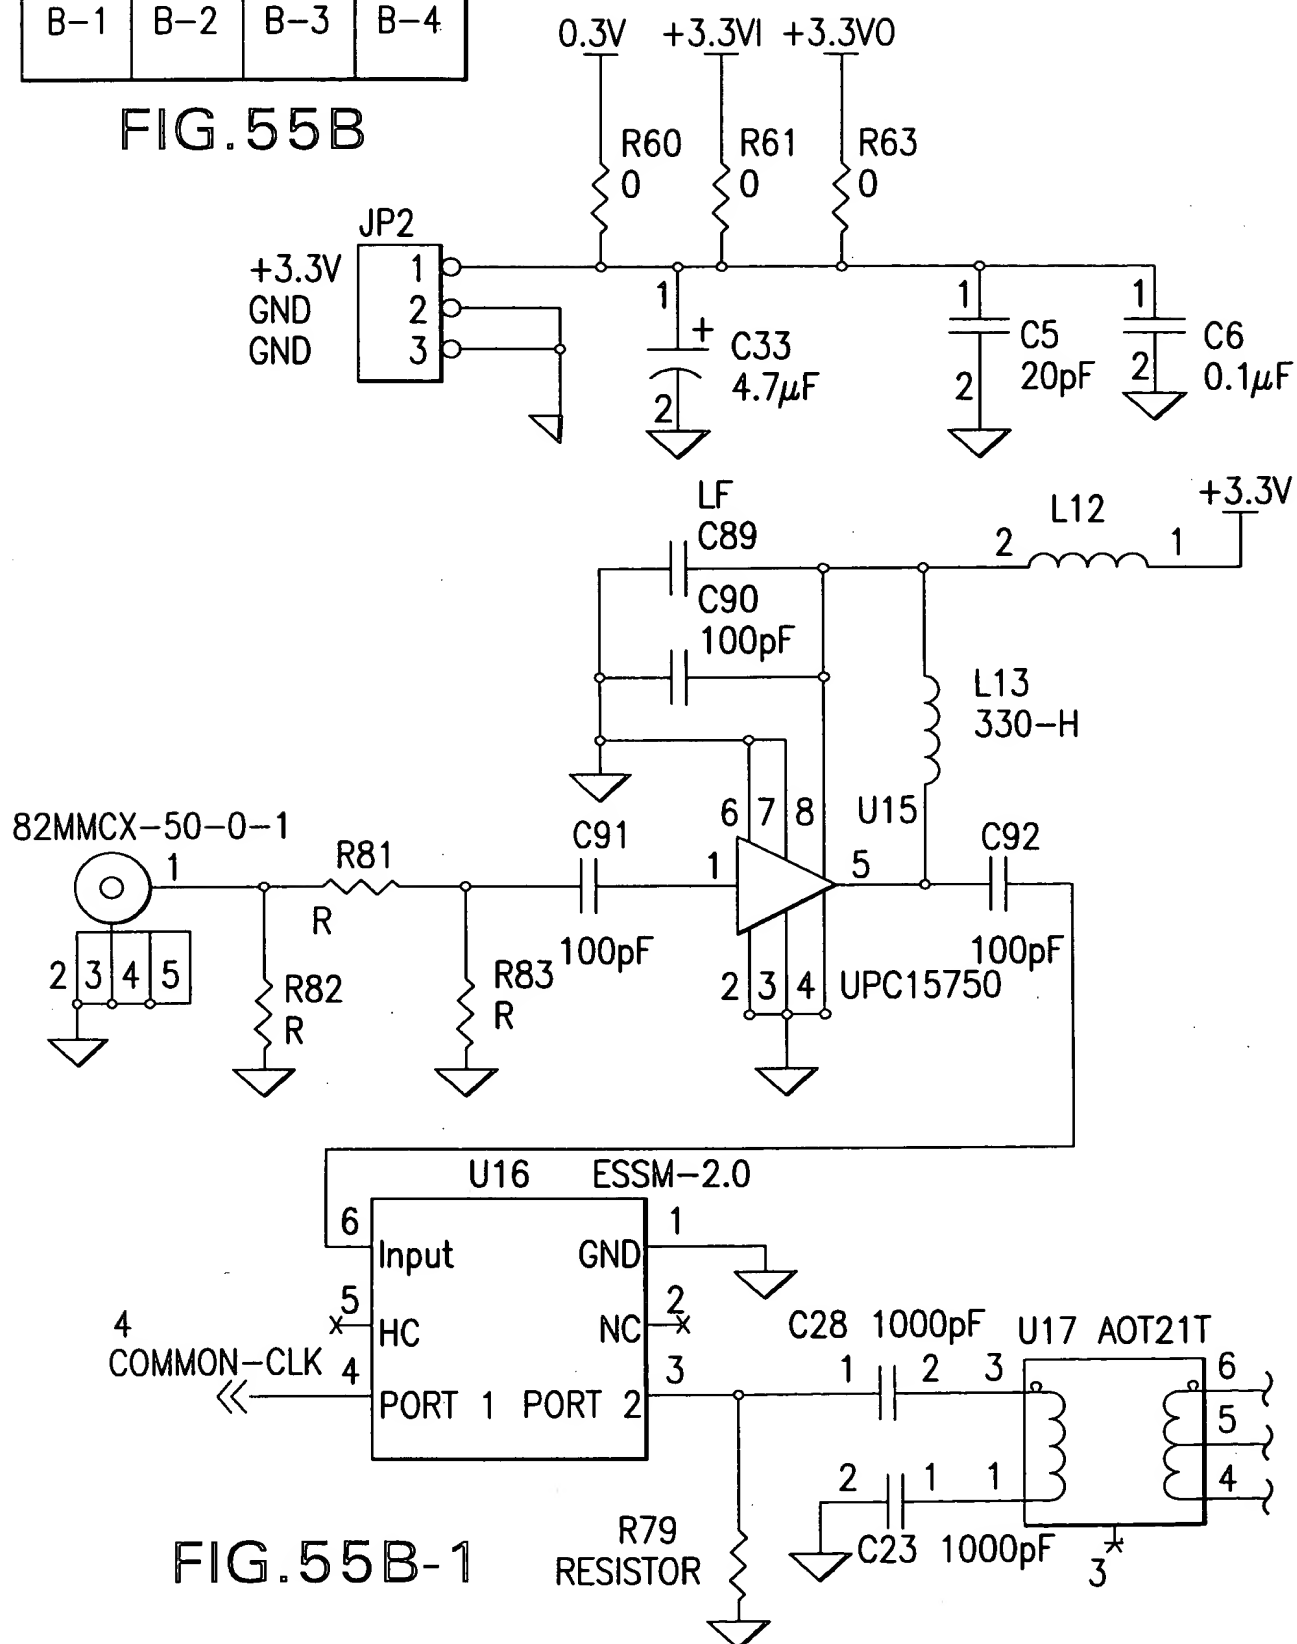 B-1 B-2 B-3 B-4
FIG.55B
0.3V +3.3VI +3.3VO
R60
0
R61
0
R63
0
JP2
+3.3V 1
GND 2
GND 3
1
+
C33
4.7μF
2
1
C5
20pF
2
1
C6
0.1μF
2
LF
C89
C90
100pF
2 L12 1
+3.3V
L13
330-H
82MMCX-50-0-1
1
2 3 4 5
R81
R
R82
R
R83
R
C91
100pF
1
6 7 8
U15
5
2 3 4
UPC15750
C92
100pF
U16 ESSM-2.0
6 Input
5 HC
4 PORT 1
GND 1
NC 2
PORT 2 3
4
COMMON-CLK
C28 1000pF
1 2
U17 AOT21T
3
1
6
5
4
3
2 1
C23 1000pF
R79
RESISTOR
FIG.55B-1